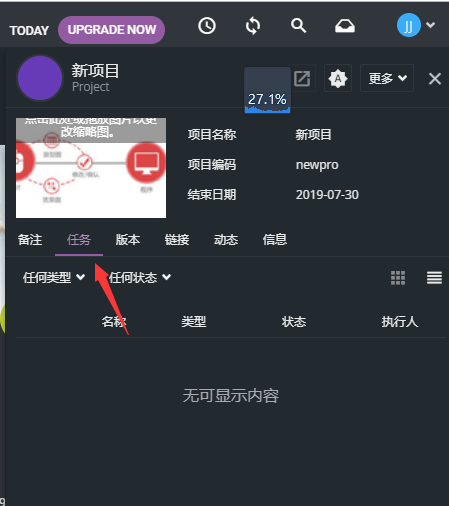 TODAY UPGRADE NOW JJ
新项目
Project
27.1%
A
更多
点击此处或拖放图片以更
改缩略图。
项目名称 新项目
项目编码 newpro
结束日期 2019-07-30
备注 任务 版本 链接 动态 信息
任何类型 任何状态
名称 类型 状态 执行人
无可显示内容